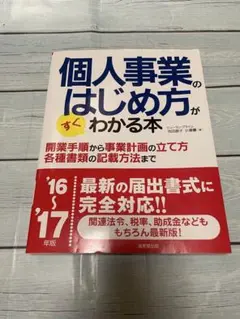 個人事業の
はじめ方が
すぐ
わかる本
開業手順から事業計画の立て方
各種書類の記載方法まで
'16
～
'17
年版
最新の届出書式に
完全対応!!
関連法令、税率、助成金なども
もちろん最新版!